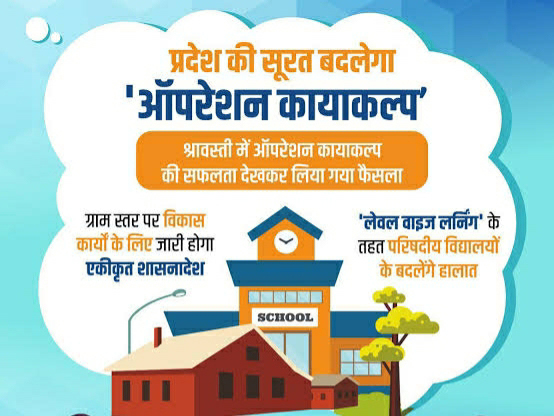 प्रदेश की सूरत बदलेगा
'ऑपरेशन कायाकल्प'
श्रावस्ती में ऑपरेशन कायाकल्प
की सफलता देखकर लिया गया फैसला
ग्राम स्तर पर विकास
कार्यों के लिए जारी होगा
एकीकृत शासनादेश
'लेवल वाइज लर्निंग' के
तहत परिषदीय विद्यालयों
के बदलेंगे हालात
SCHOOL